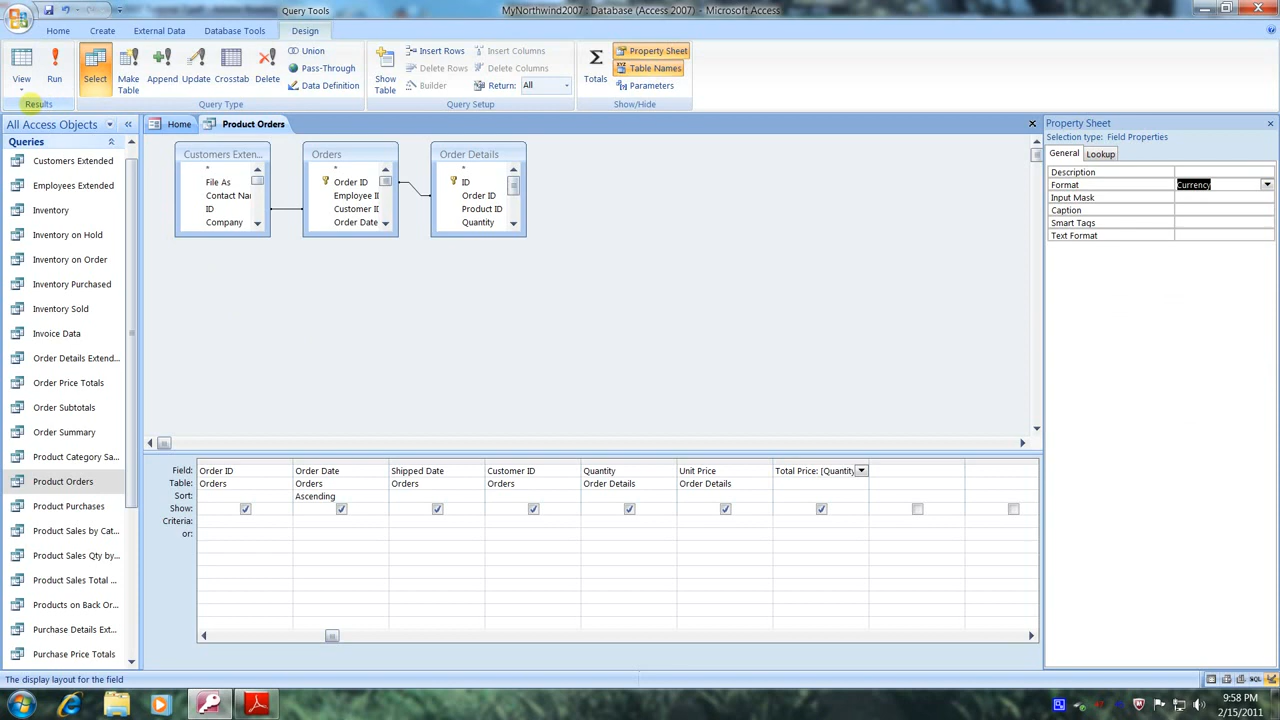 Query Tools
MyNorthwind2007 : Database (Access 2007) - Microsoft Access
Home
Create
External Data
Database Tools
Design
View
Run
Select
Make Table
Append
Update
Crosstab
Delete
Union
Pass-Through
Data Definition
Show Table
Insert Rows
Delete Rows
Builder
Insert Columns
Delete Columns
Return: All
Totals
Property Sheet
Table Names
Parameters
Results
Query Type
Query Setup
Show/Hide
All Access Objects
Queries
Customers Extended
Employees Extended
Inventory
Inventory on Hold
Inventory on Order
Inventory Purchased
Inventory Sold
Invoice Data
Order Details Extend...
Order Price Totals
Order Subtotals
Order Summary
Product Category Sa...
Product Orders
Product Purchases
Product Sales by Cat...
Product Sales Qty by...
Product Sales Total ...
Products on Back Or...
Purchase Details Ext...
Purchase Price Totals
Home
Product Orders
Customers Exten...
*
File As
Contact Nar
ID
Company
Orders
*
Order ID
Employee II
Customer IC
Order Date
Order Details
*
ID
Order ID
Product ID
Quantity
Field: Order ID Order Date Shipped Date Customer ID Quantity Unit Price Total Price: [Quantity
Table: Orders Orders Orders Orders Order Details Order Details
Sort: Ascending
Show:
Criteria:
or:
Property Sheet
Selection type: Field Properties
General
Lookup
Description
Format Currency
Input Mask
Caption
Smart Tags
Text Format
The display layout for the field
SQL
9:58 PM
2/15/2011